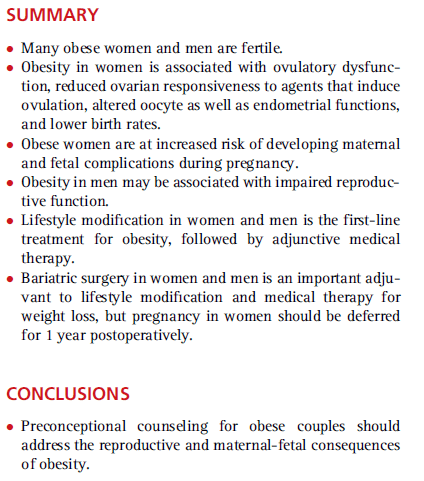 SUMMARY
• Many obese women and men are fertile.
• Obesity in women is associated with ovulatory dysfunc-
tion, reduced ovarian responsiveness to agents that induce
ovulation, altered oocyte as well as endometrial functions,
and lower birth rates.
• Obese women are at increased risk of developing maternal
and fetal complications during pregnancy.
• Obesity in men may be associated with impaired reproduc-
tive function.
• Lifestyle modification in women and men is the first-line
treatment for obesity, followed by adjunctive medical
therapy.
• Bariatric surgery in women and men is an important adju-
vant to lifestyle modification and medical therapy for
weight loss, but pregnancy in women should be deferred
for 1 year postoperatively.
CONCLUSIONS
• Preconceptional counseling for obese couples should
address the reproductive and maternal-fetal consequences
of obesity.